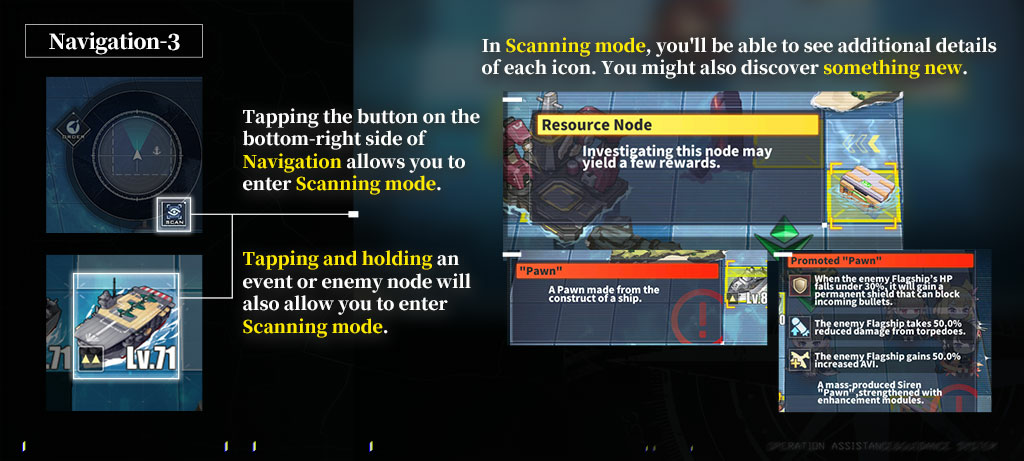 Navigation-3
ORDER
SCAN
Tapping the button on the
bottom-right side of
Navigation allows you to
enter Scanning mode.
71
Lv.71
Tapping and holding an
event or enemy node will
also allow you to enter
Scanning mode.
In Scanning mode, you'll be able to see additional details
of each icon. You might also discover something new.
Resource Node
Investigating this node may
yield a few rewards.
"Pawn"
A Pawn made from the
construct of a ship.
Lv.8
Promoted "Pawn"
When the enemy Flagship's HP
falls under 30%, it will gain a
permanent shield that can block
incoming bullets.
The enemy Flagship takes 50.0%
reduced damage from torpedoes.
The enemy Flagship gains 50.0%
increased AVI.
A mass-produced Siren
"Pawn",strengthened with
enhancement modules.